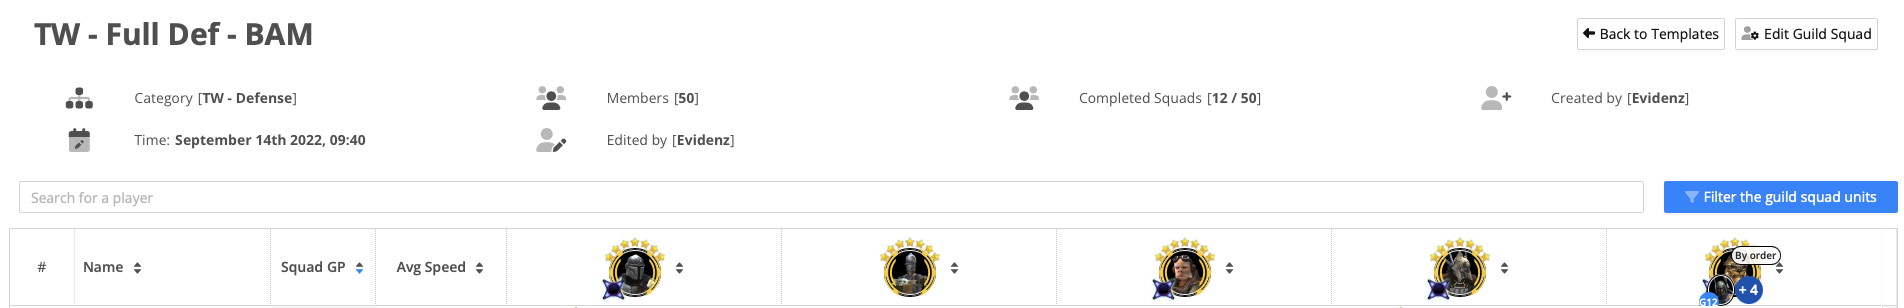 TW - Full Def - BAM
Back to Templates
Edit Guild Squad
Category [TW - Defense]
Members [50]
Completed Squads [12 / 50]
Created by [Evidenz]
Time: September 14th 2022, 09:40
Edited by [Evidenz]
Search for a player
Filter the guild squad units
# Name Squad GP Avg Speed
By order
+ 4
G12